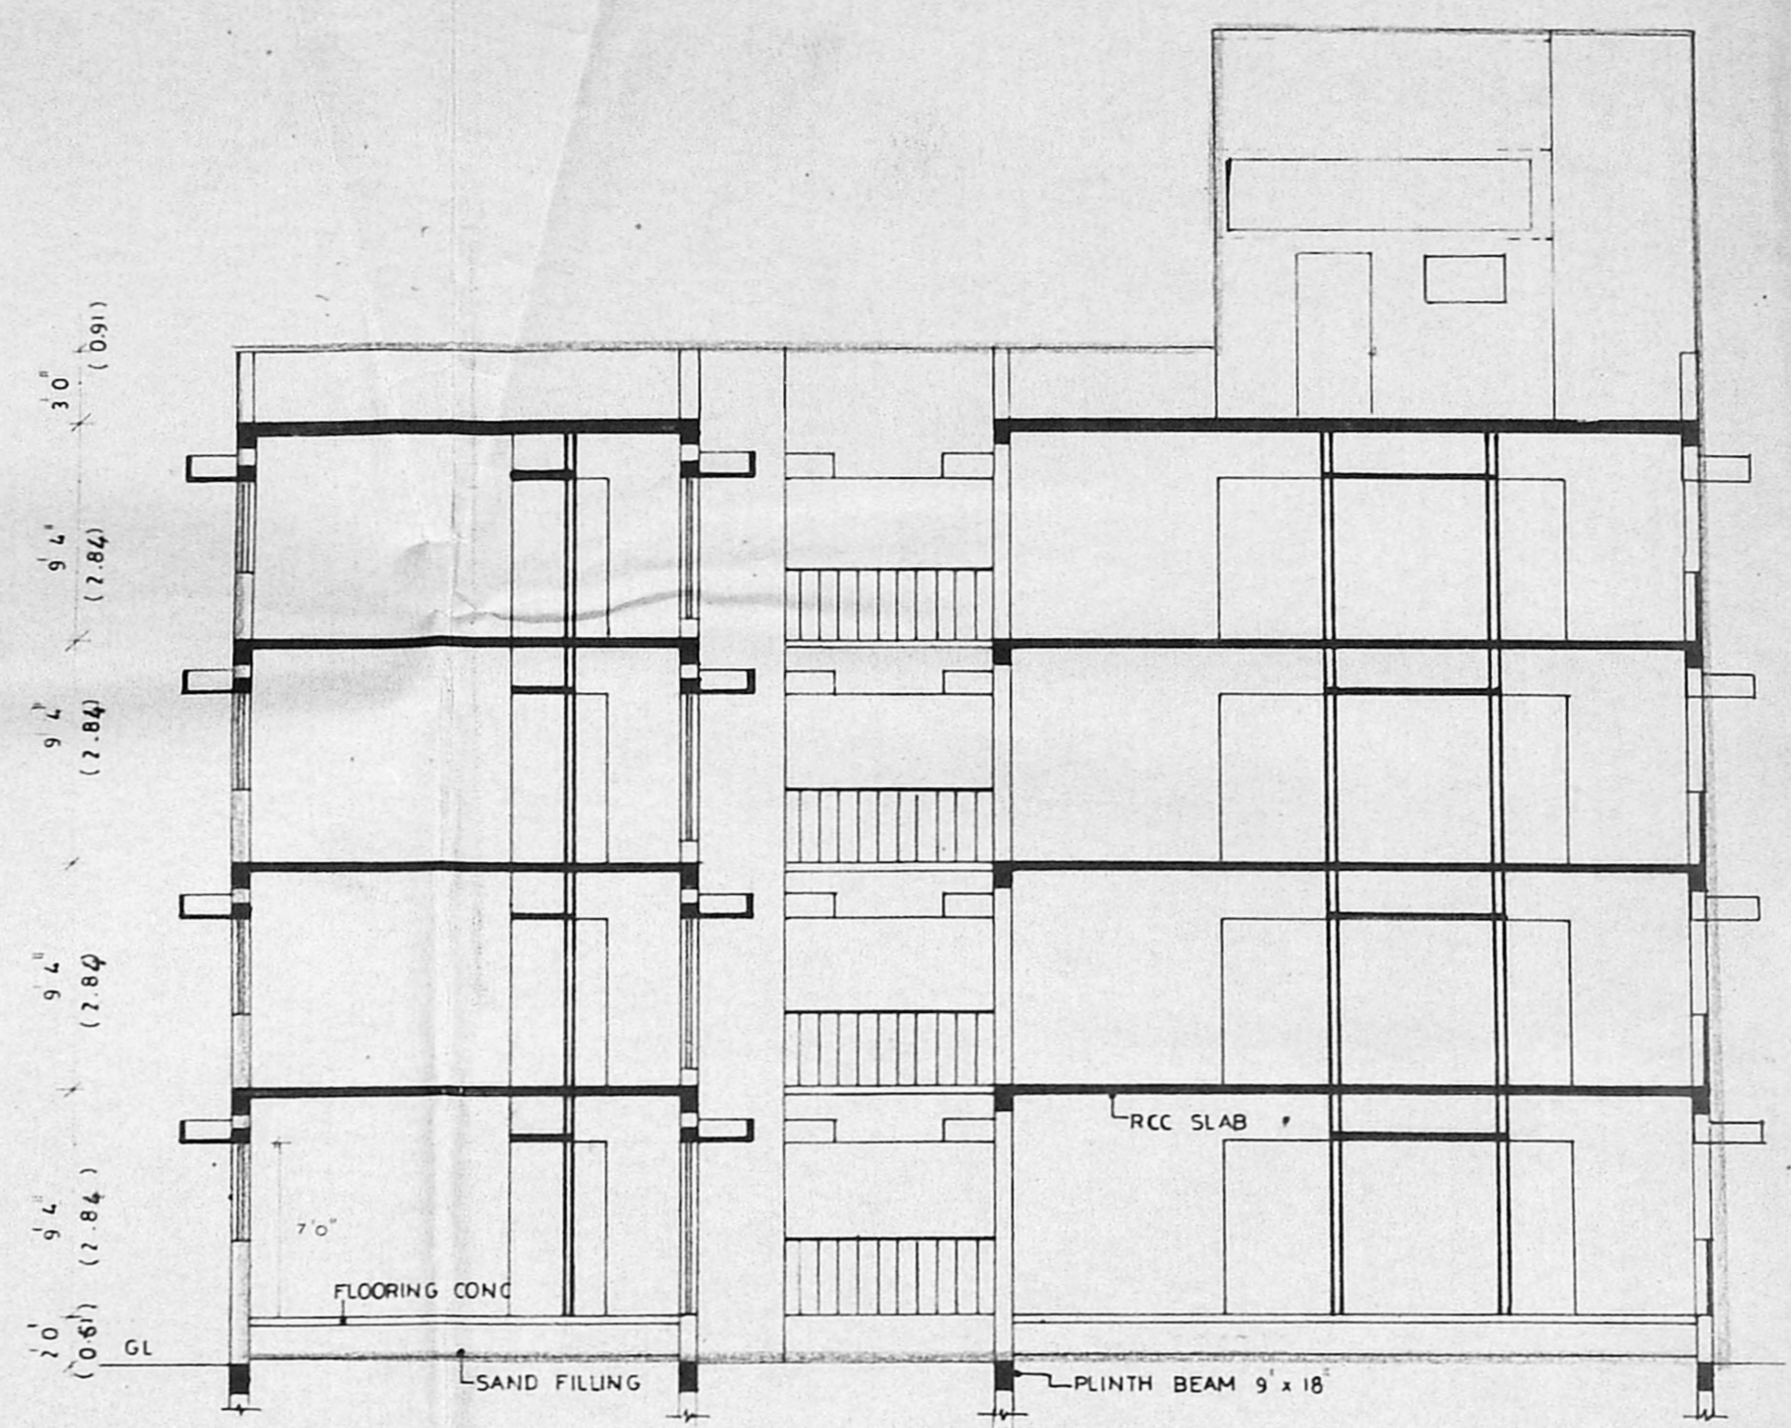 (0.91)
3'0"
9'4"
(2.84)
9'4"
(2.84)
9'4"
(2.84)
RCC SLAB
9'4"
(2.84)
7'0"
FLOORING CONC
2'0'
(0.61)
GL
SAND FILLING
PLINTH BEAM 9" x 18"